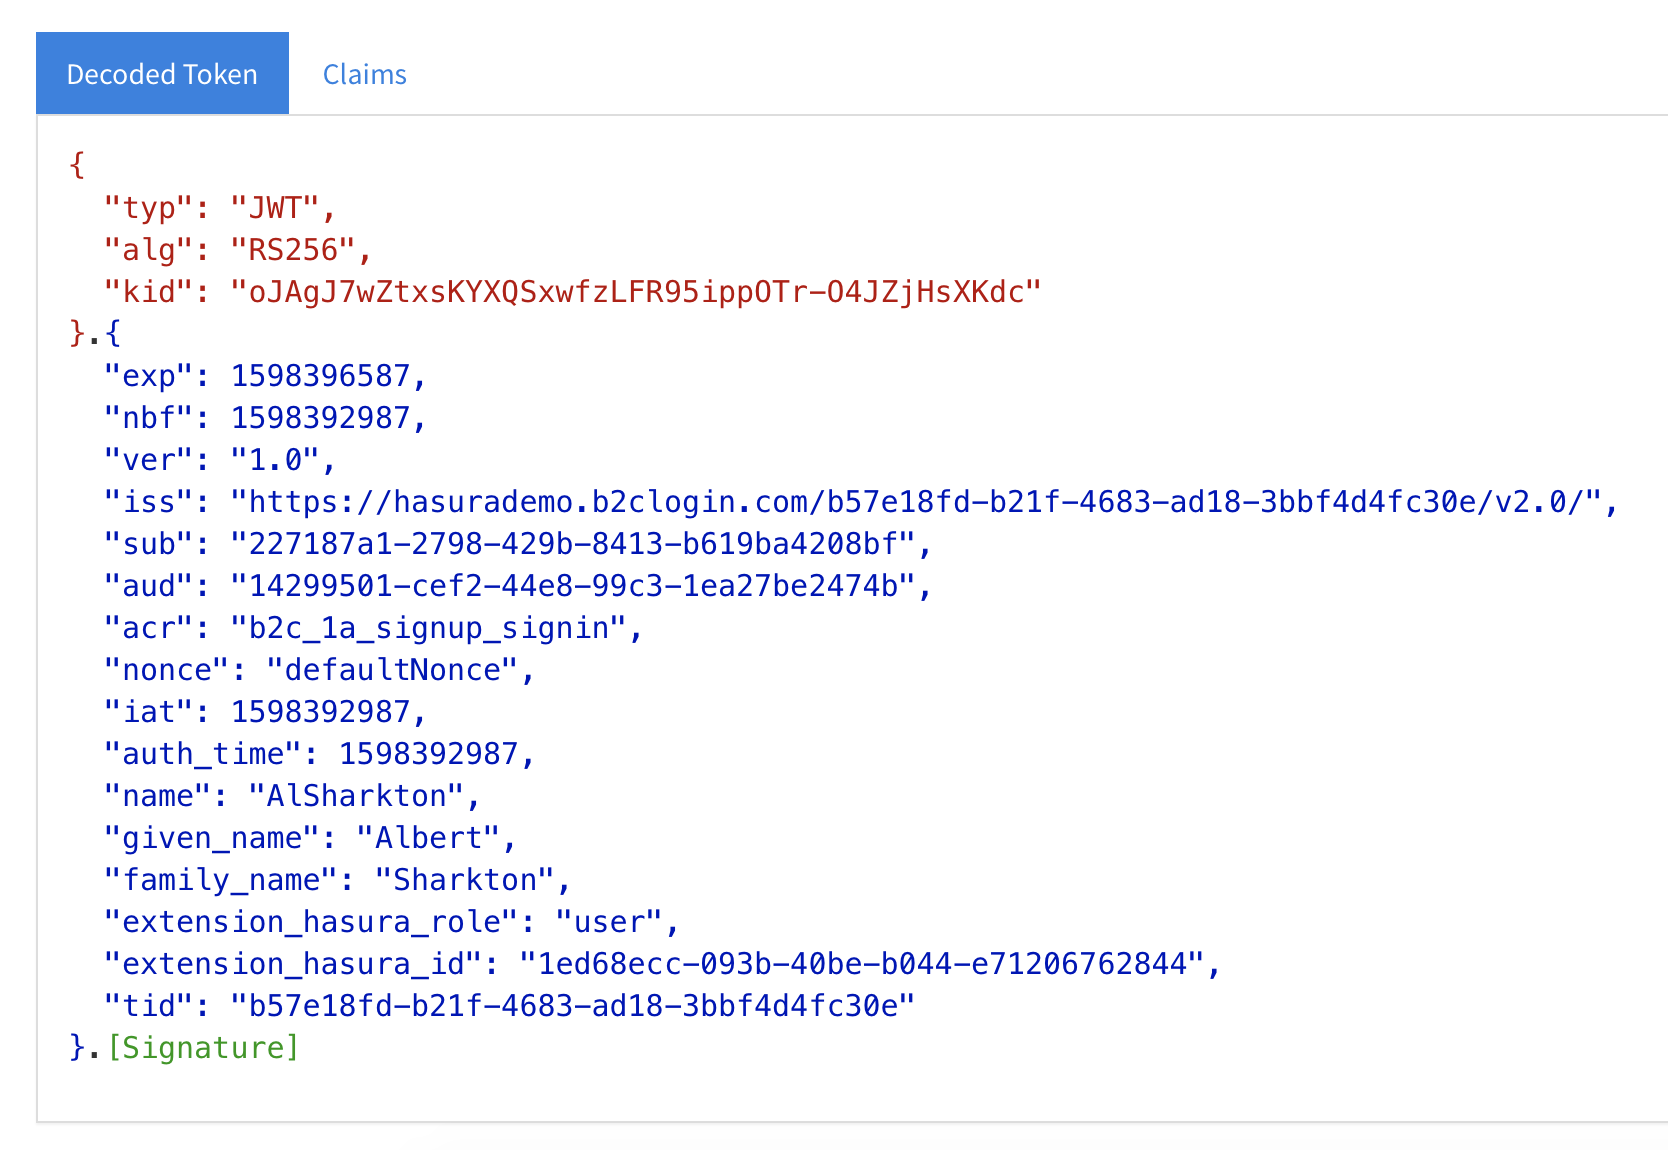 Decoded Token Claims
{
"typ": "JWT",
"alg": "RS256",
"kid": "oJAgJ7wZtxsKYXQSxwfzLFR95ippOTr-O4JZjHsXKdc"
}.{
"exp": 1598396587,
"nbf": 1598392987,
"ver": "1.0",
"iss": "https://hasurademo.b2clogin.com/b57e18fd-b21f-4683-ad18-3bbf4d4fc30e/v2.0/",
"sub": "227187a1-2798-429b-8413-b619ba4208bf",
"aud": "14299501-cef2-44e8-99c3-1ea27be2474b",
"acr": "b2c_1a_signup_signin",
"nonce": "defaultNonce",
"iat": 1598392987,
"auth_time": 1598392987,
"name": "AlSharkton",
"given_name": "Albert",
"family_name": "Sharkton",
"extension_hasura_role": "user",
"extension_hasura_id": "1ed68ecc-093b-40be-b044-e71206762844",
"tid": "b57e18fd-b21f-4683-ad18-3bbf4d4fc30e"
}.[Signature]